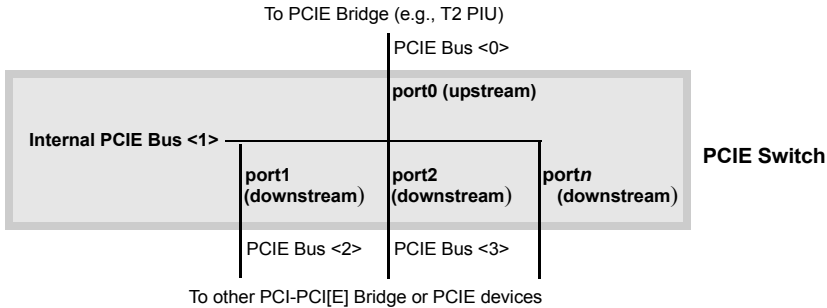 To PCIE Bridge (e.g., T2 PIU)
PCIE Bus <0>
port0 (upstream)
Internal PCIE Bus <1>
PCIE Switch
port1
(downstream)
port2
(downstream)
portn
(downstream)
PCIE Bus <2>
PCIE Bus <3>
To other PCI-PCI[E] Bridge or PCIE devices